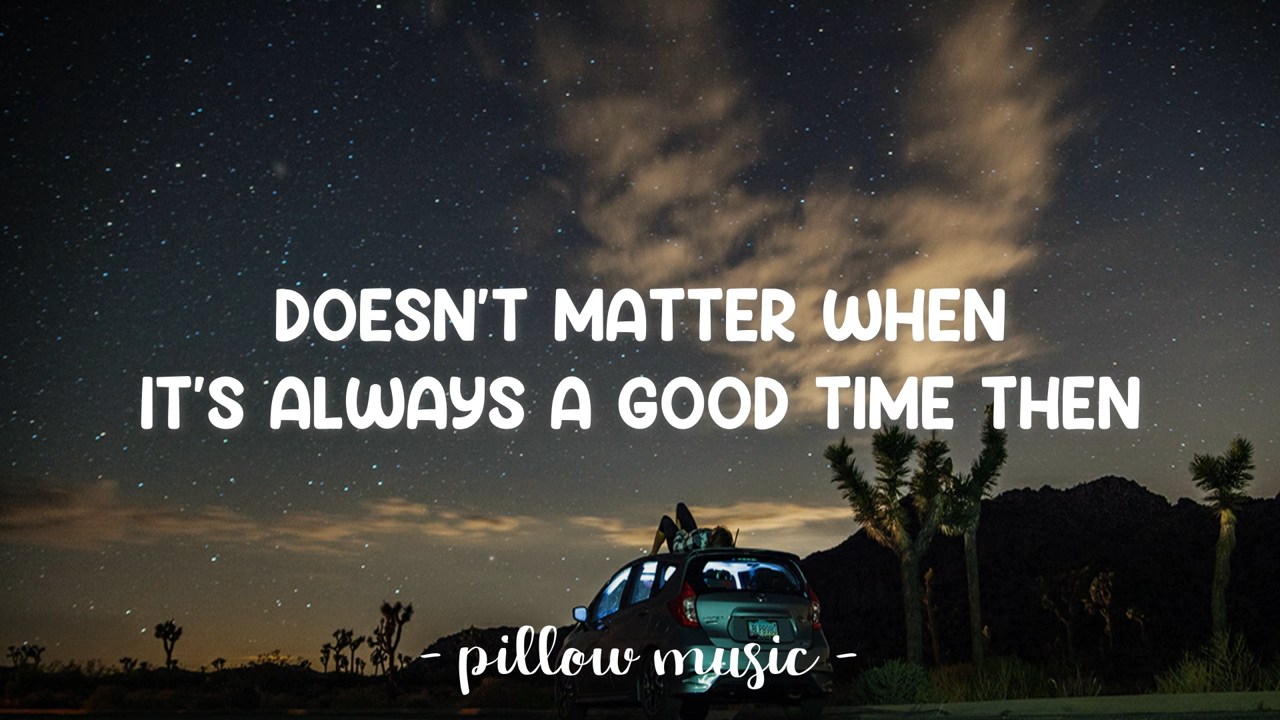 DOESN'T MATTER WHEN
IT'S ALWAYS A GOOD TIME THEN
- pillow music -